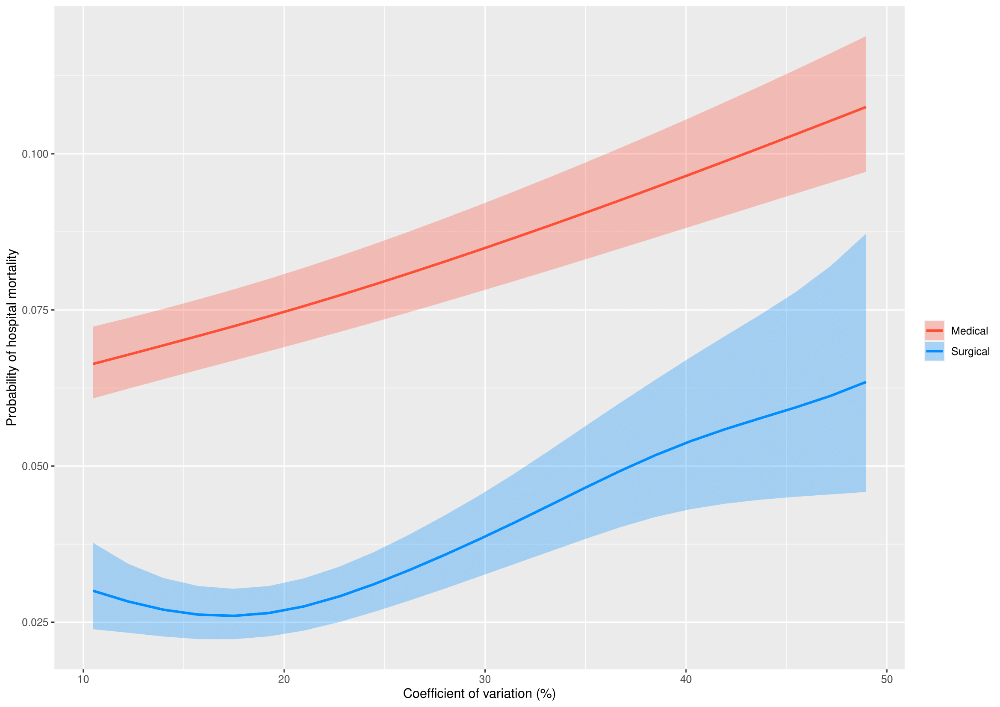 Probability of hospital mortality
0.100
0.075
0.050
0.025
10 20 30 40 50
Coefficient of variation (%)
Medical
Surgical